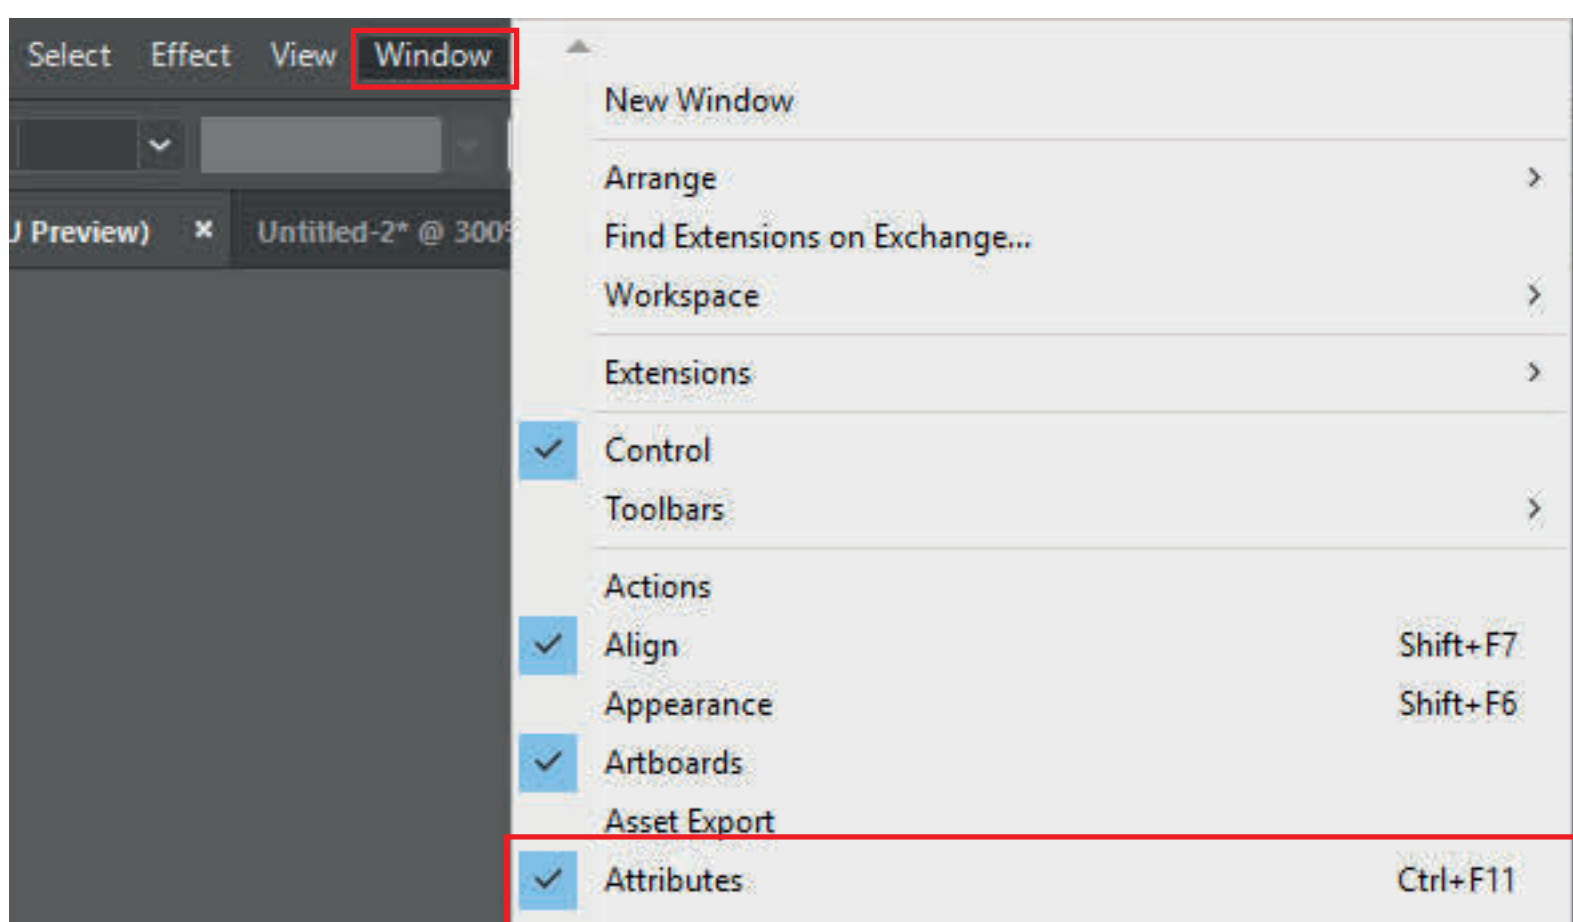 Select Effect View Window
J Preview) × Untitled-2* @ 300%
New Window
Arrange
Find Extensions on Exchange...
Workspace
Extensions
Control
Toolbars
Actions
Align Shift+F7
Appearance Shift+F6
Artboards
Asset Export
Attributes Ctrl+F11